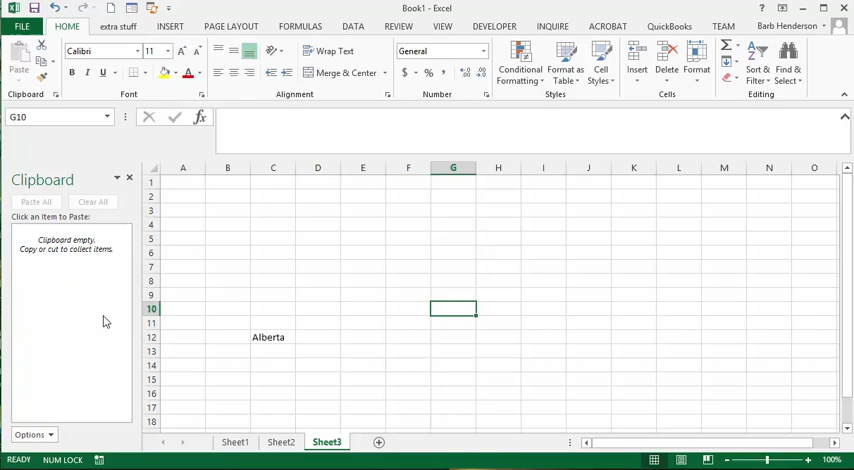 Book1 - Excel
FILE HOME extra stuff INSERT PAGE LAYOUT FORMULAS DATA REVIEW VIEW DEVELOPER INQUIRE ACROBAT QuickBooks TEAM Barb Henderson
Paste
Calibri 11
B I U
A A
Wrap Text
Merge & Center
General
$ % ,
Conditional Formatting
Format as Table
Cell Styles
Insert
Delete
Format
Sort & Filter
Find & Select
Clipboard Font Alignment Number Styles Cells Editing
G10 fx
Clipboard
Paste All Clear All
Click an Item to Paste:
Clipboard empty.
Copy or cut to collect items.
Options
A B C D E F G H I J K L M N O
1
2
3
4
5
6
7
8
9
10
11
12 Alberta
13
14
15
16
17
18
Sheet1 Sheet2 Sheet3
READY NUM LOCK 100%